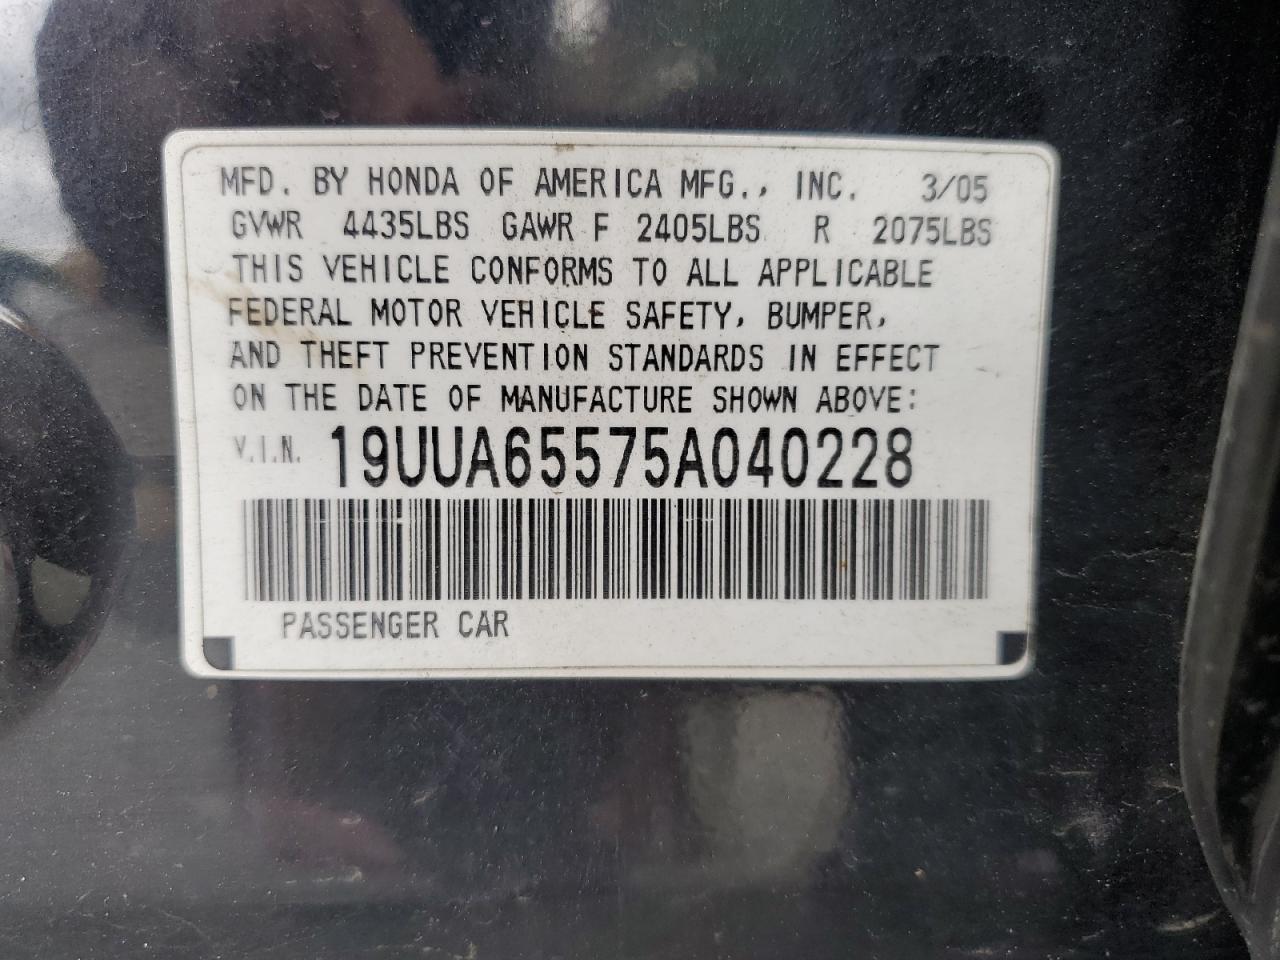 MFD. BY HONDA OF AMERICA MFG., INC. 3/05
GVWR 4435LBS GAWR F 2405LBS R 2075LBS
THIS VEHICLE CONFORMS TO ALL APPLICABLE
FEDERAL MOTOR VEHICLE SAFETY, BUMPER,
AND THEFT PREVENTION STANDARDS IN EFFECT
ON THE DATE OF MANUFACTURE SHOWN ABOVE:
V.I.N. 19UUA65575A040228
PASSENGER CAR